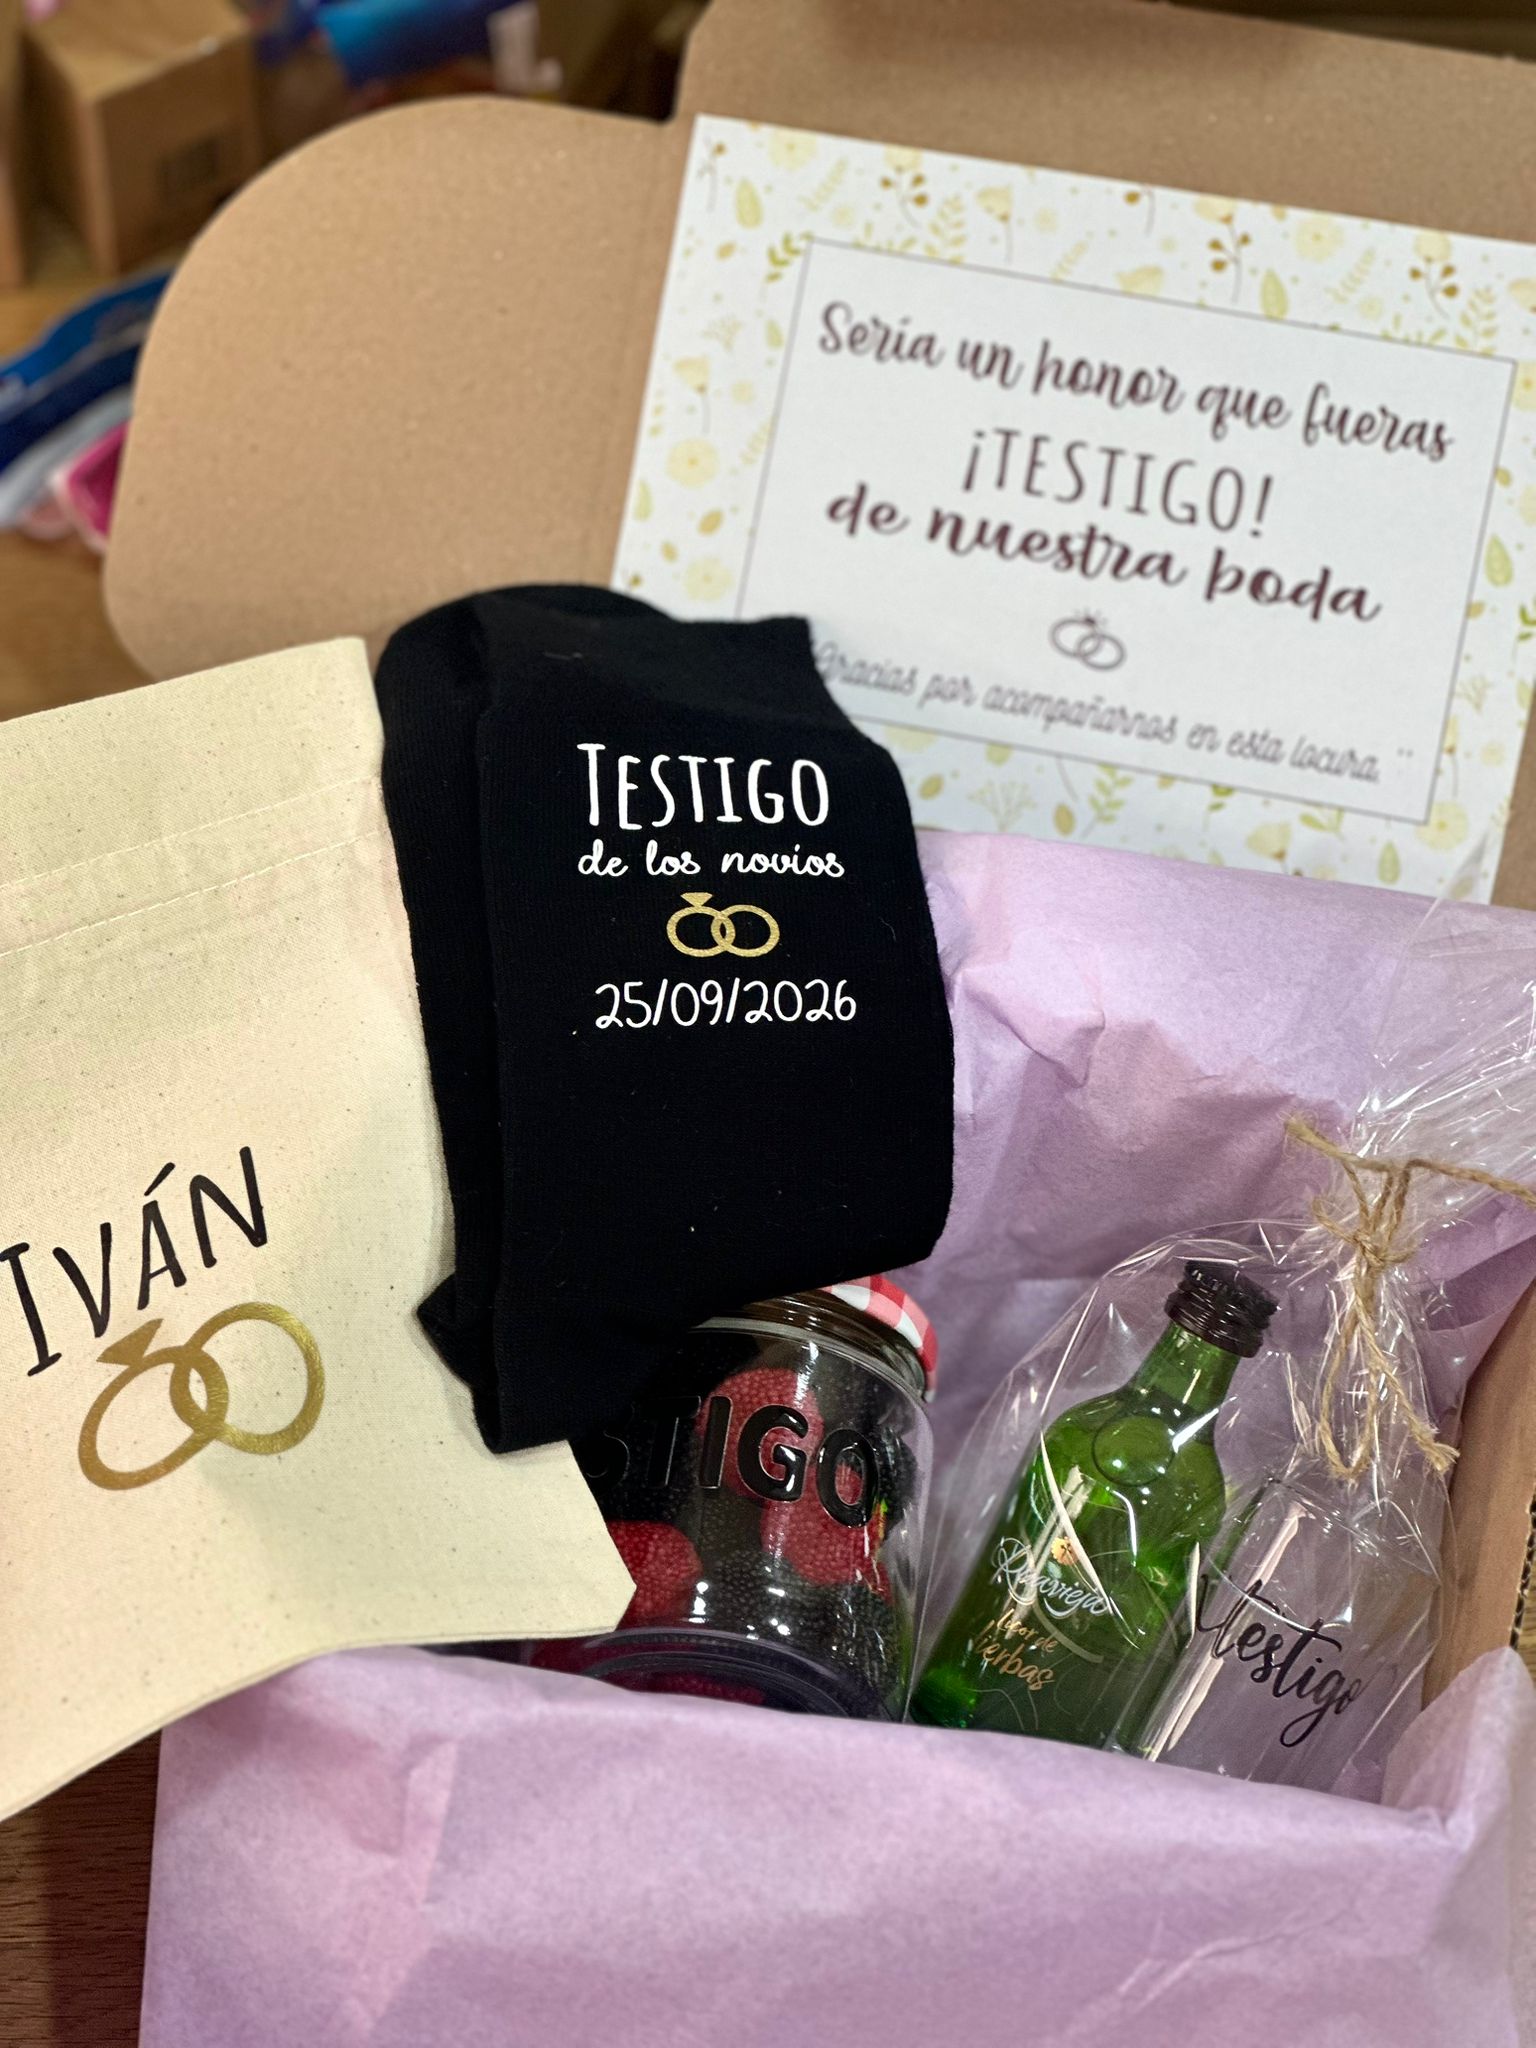 Sería un honor que fueras
¡TESTIGO!
de nuestra boda
Gracias por acompañarnos en esta locura. ”
TESTIGO
de los novios
25/09/2026
IVÁN
STIGO
Ruavieja
Licor de
Hierbas
Testigo